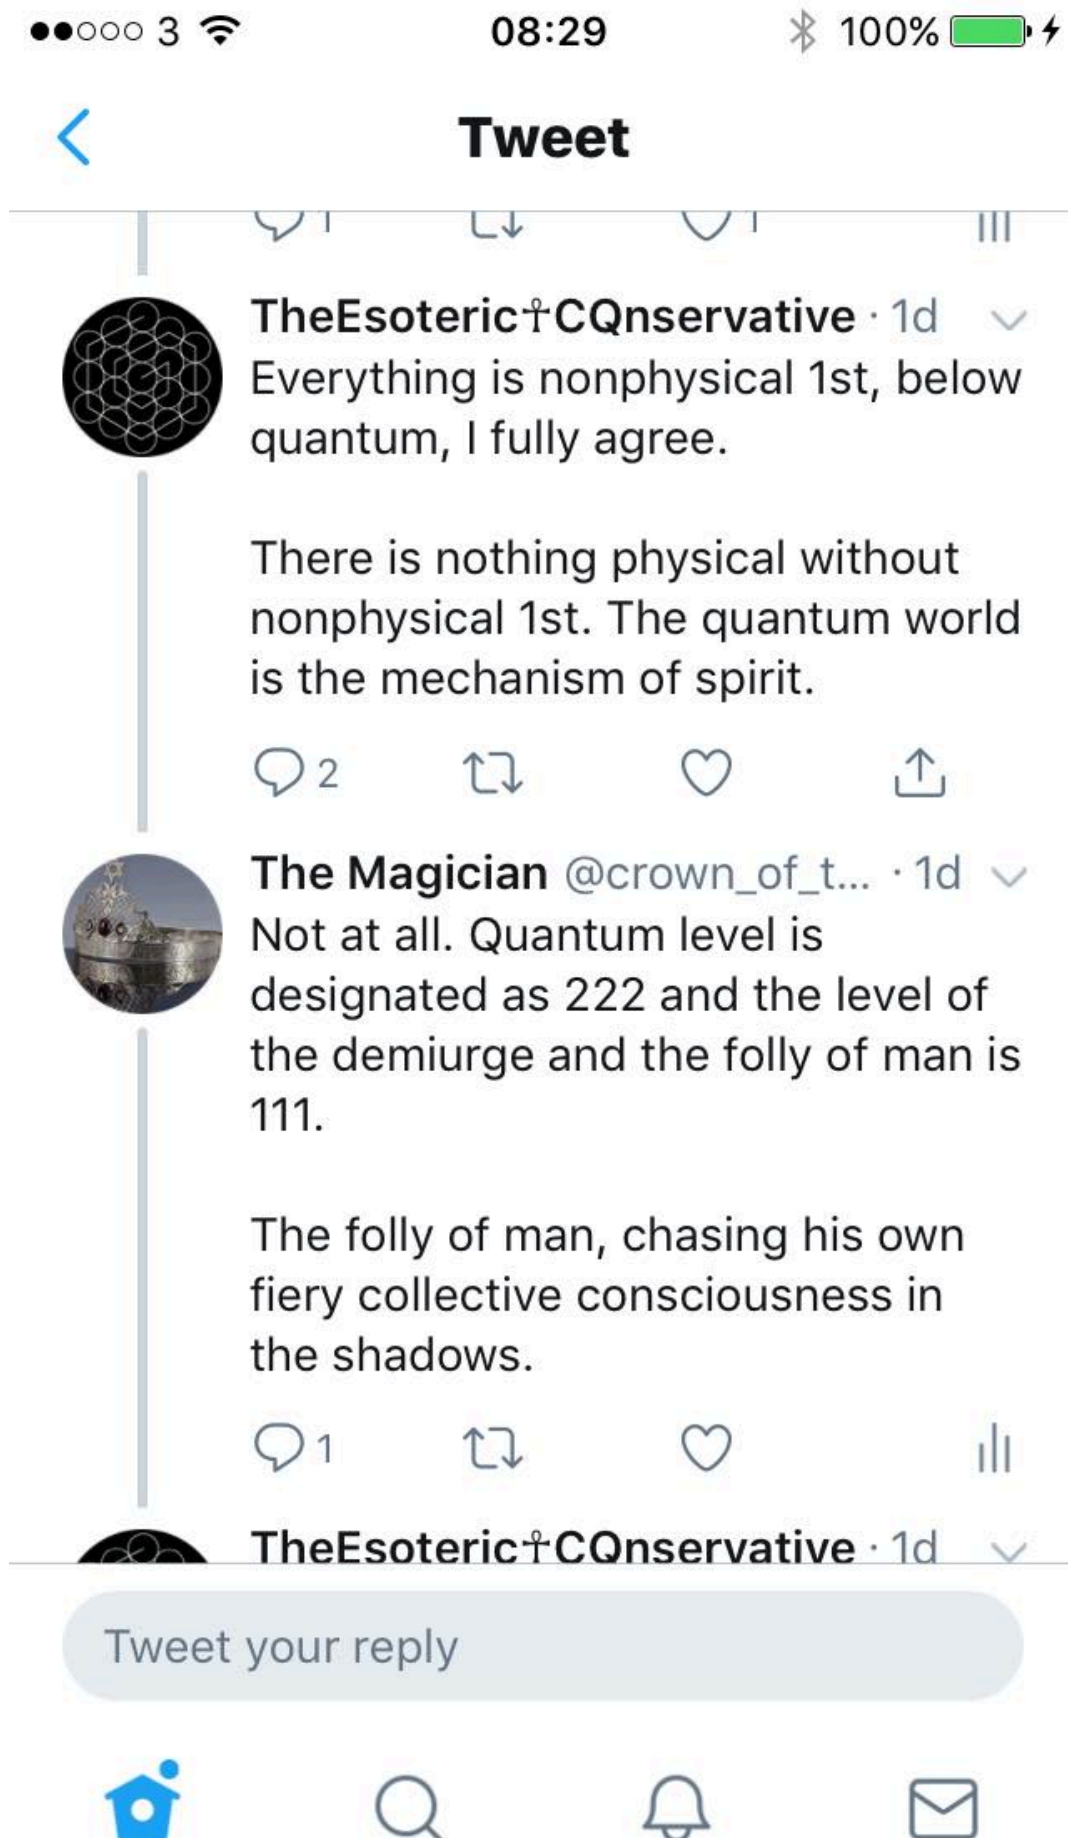 3 08:29 100%
Tweet
1 1
TheEsoteric☥CQnservative · 1d
Everything is nonphysical 1st, below
quantum, I fully agree.
There is nothing physical without
nonphysical 1st. The quantum world
is the mechanism of spirit.
2
The Magician @crown_of_t... · 1d
Not at all. Quantum level is
designated as 222 and the level of
the demiurge and the folly of man is
111.
The folly of man, chasing his own
fiery collective consciousness in
the shadows.
1
TheEsoteric☥CQnservative · 1d
Tweet your reply